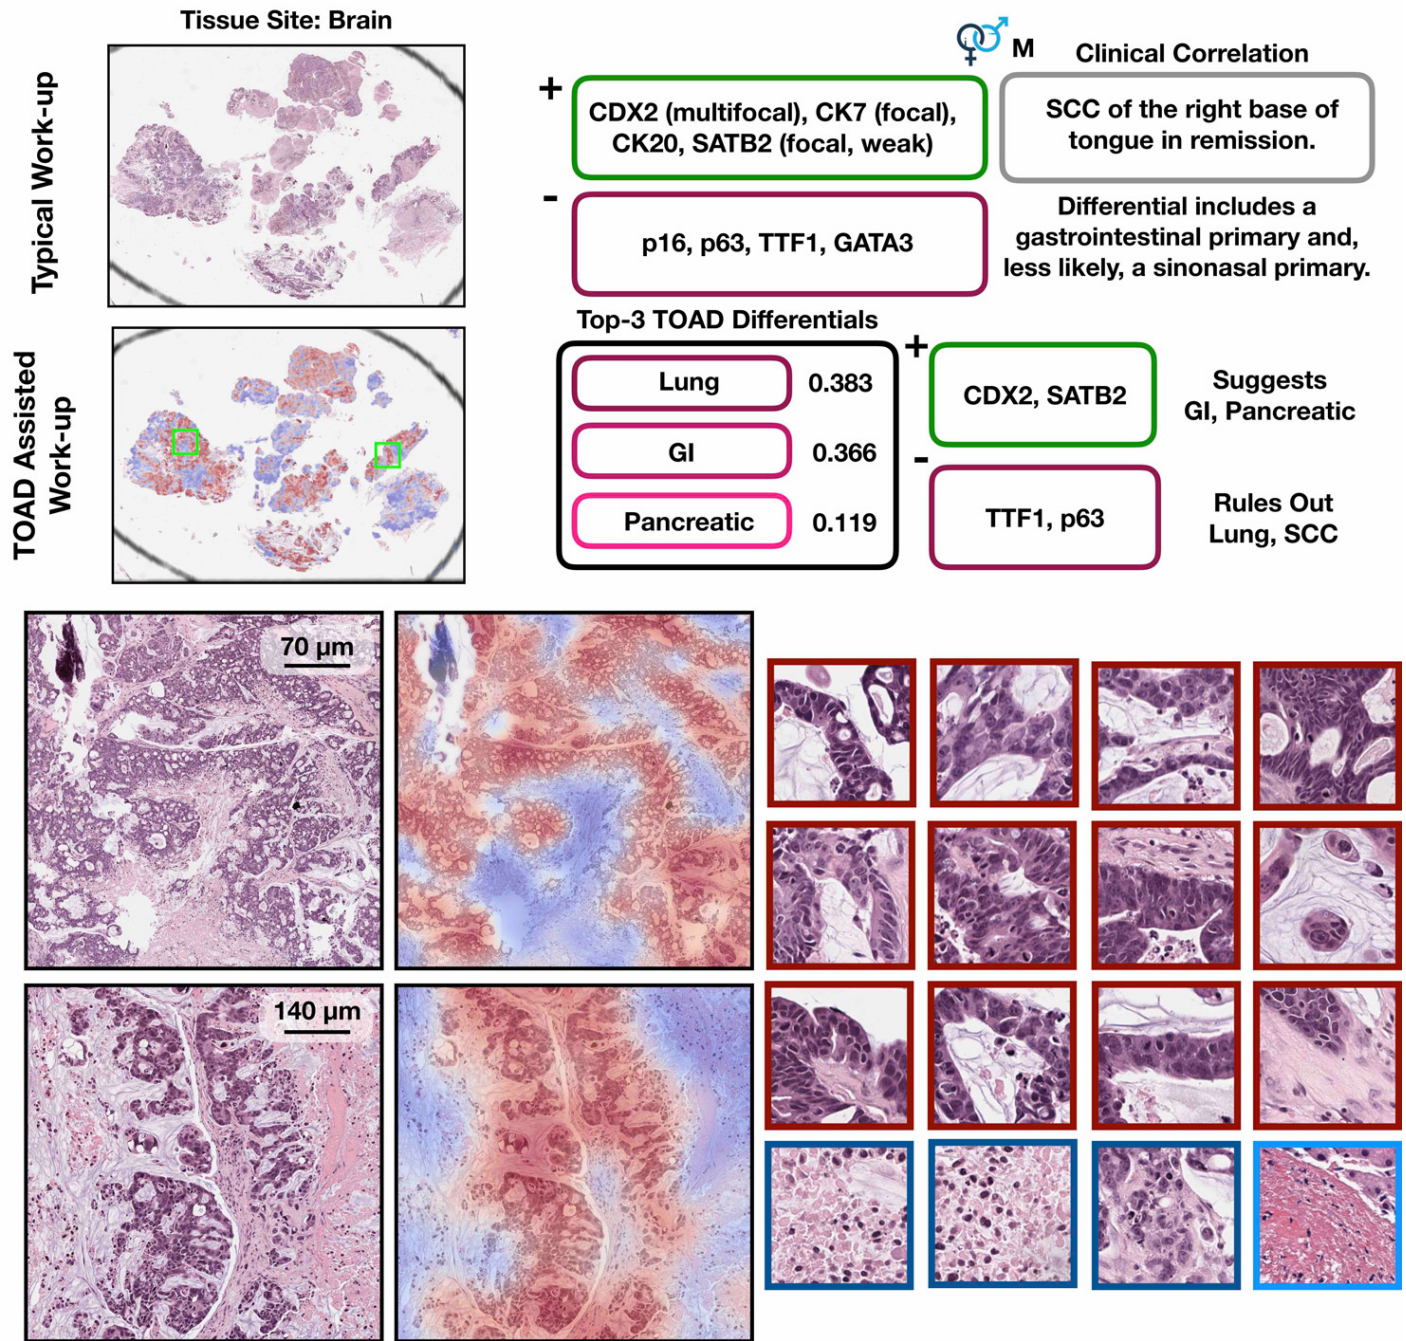 Tissue Site: Brain
Typical Work-up
+
CDX2 (multifocal), CK7 (focal),
CK20, SATB2 (focal, weak)
M
Clinical Correlation
SCC of the right base of
tongue in remission.
-
p16, p63, TTF1, GATA3
Differential includes a
gastrointestinal primary and,
less likely, a sinonasal primary.
TOAD Assisted
Work-up
Top-3 TOAD Differentials
Lung 0.383
GI 0.366
Pancreatic 0.119
+
CDX2, SATB2
Suggests
GI, Pancreatic
-
TTF1, p63
Rules Out
Lung, SCC
70 µm
140 µm